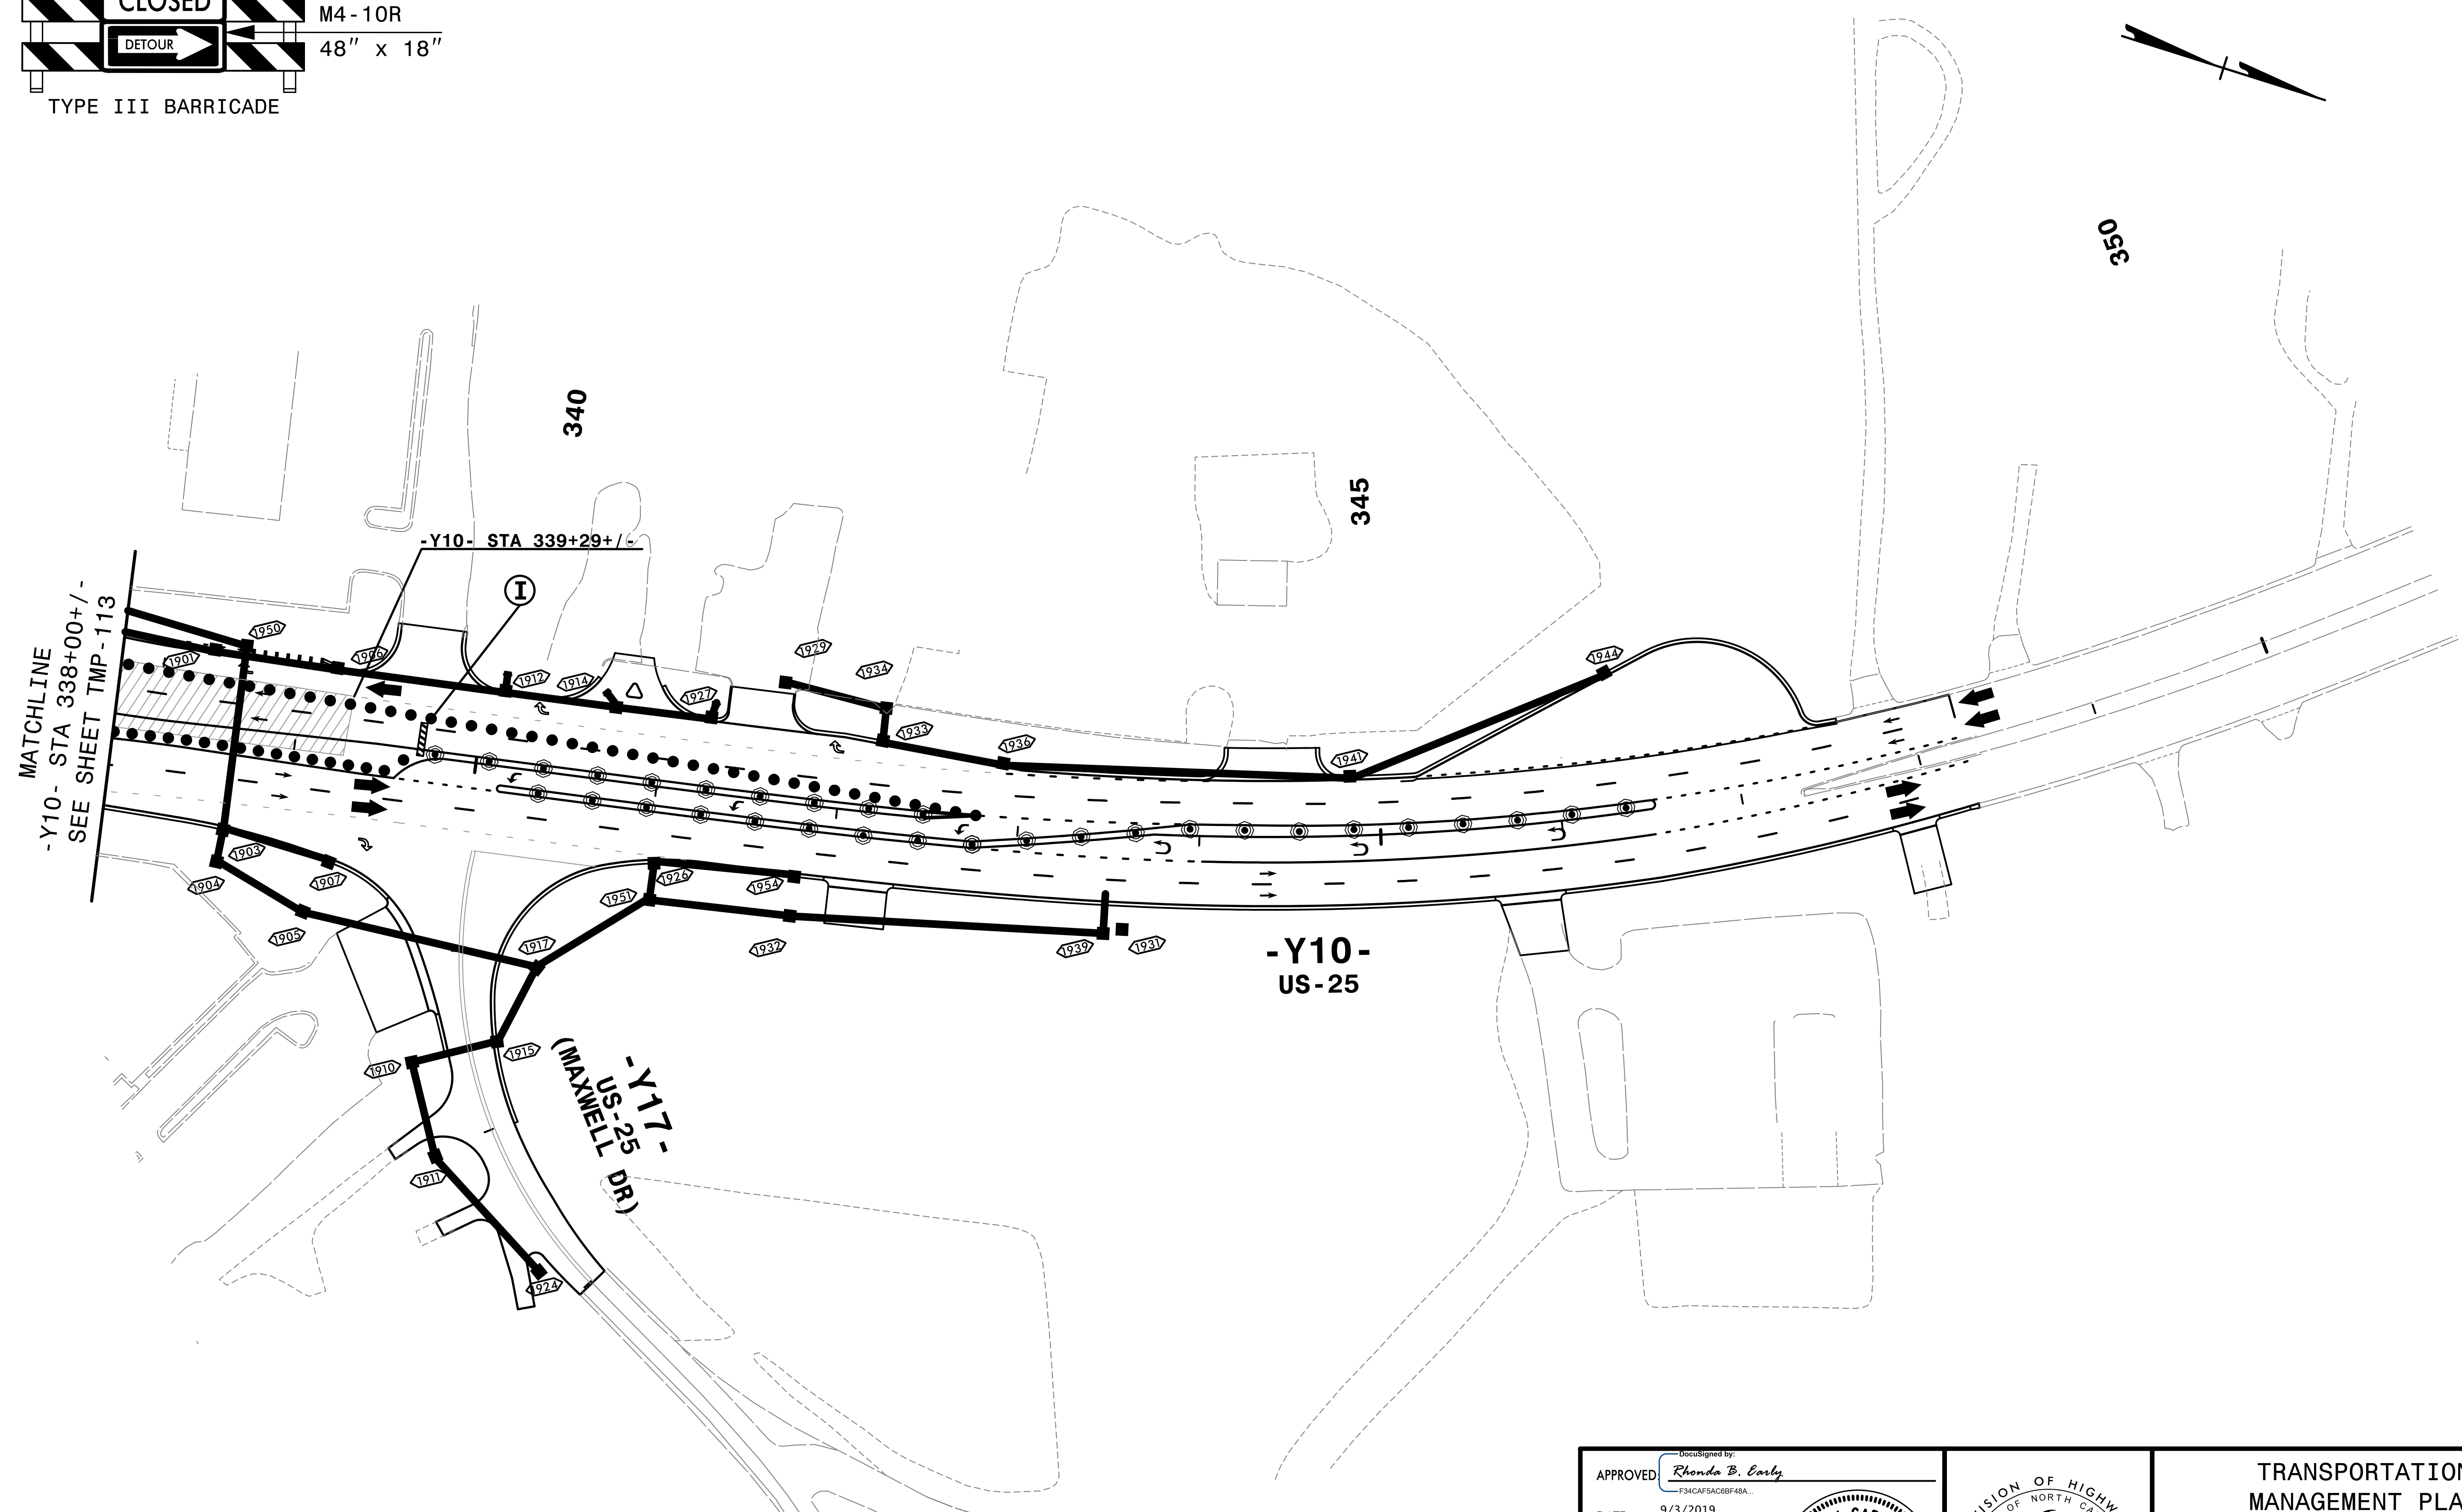 CLOSED
M4-10R
DETOUR
48" x 18"
TYPE III BARRICADE
350
340
345
-Y10- STA 339+29+/-
I
MATCHLINE
-Y10- STA 338+00+/-
SEE SHEET TMP-113
1950
1901
1906
1912
1914
1927
1929
1934
1933
1936
1941
1944
1903
1904
1907
1905
1926
1954
1951
1917
1932
1939
1931
-Y10-
US-25
1915
1910
1911
1924
-Y17-
US-25
(MAXWELL DR)
DocuSigned by:
APPROVED:
Rhonda B. Early
F34CAF5AC6BF48A...
9/3/2019
TRANSPORTATION
MANAGEMENT PLA